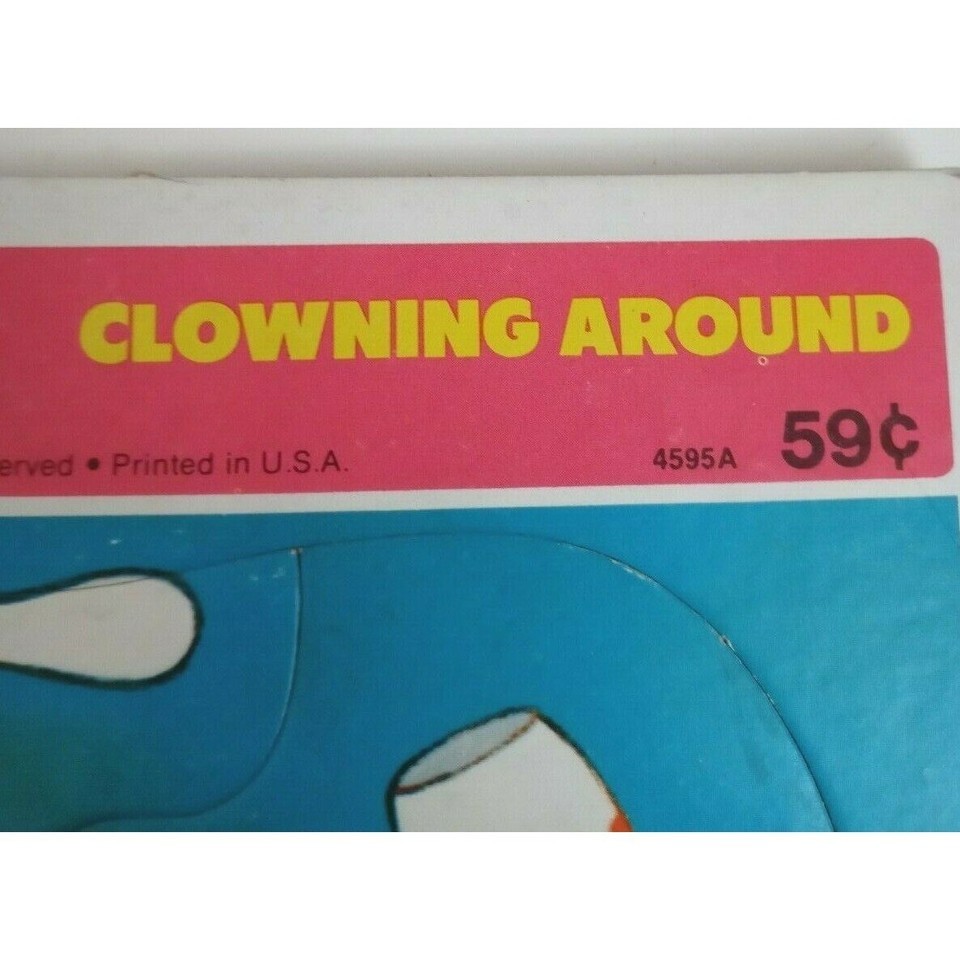 CLOWNING AROUND
erved • Printed in U.S.A. 4595A 59¢